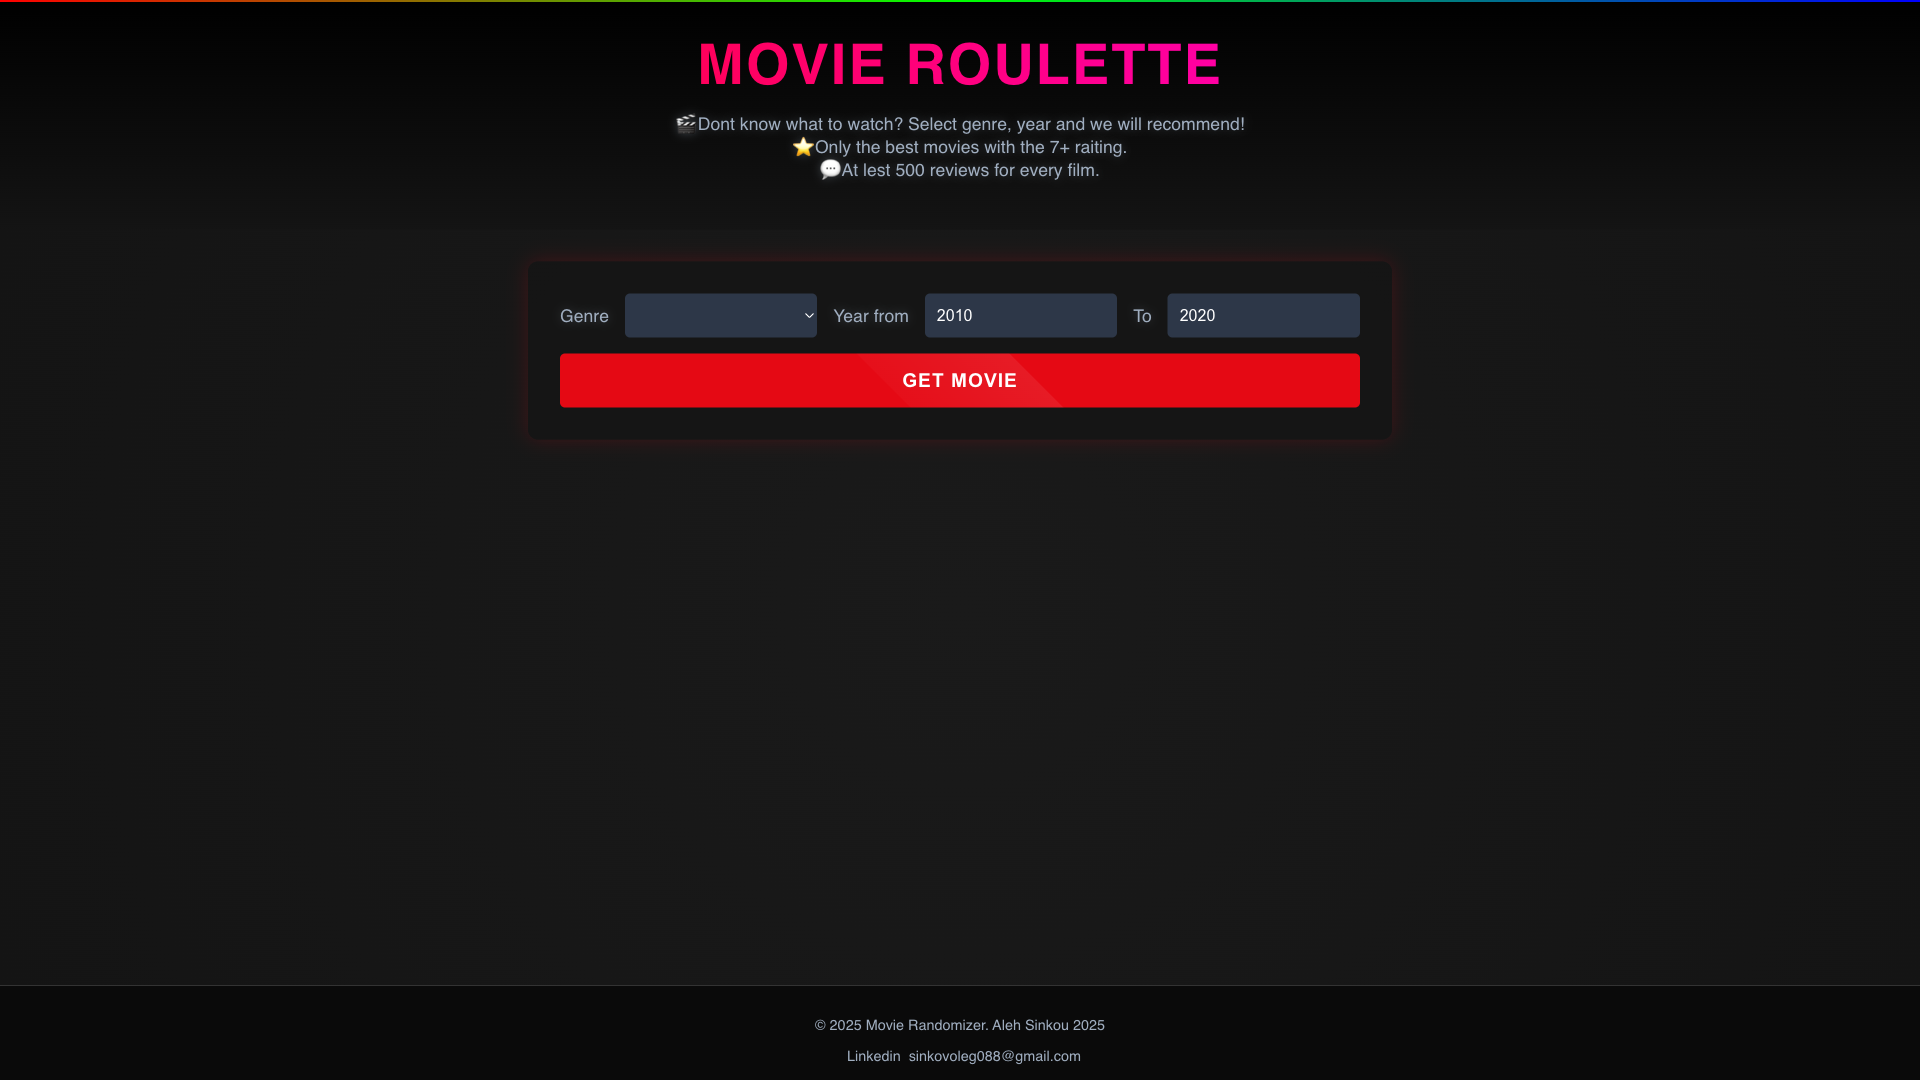 MOVIE ROULETTE
🎬Dont know what to watch? Select genre, year and we will recommend!
⭐Only the best movies with the 7+ raiting.
💬At lest 500 reviews for every film.
Genre Year from 2010 To 2020
GET MOVIE
© 2025 Movie Randomizer. Aleh Sinkou 2025
Linkedin sinkovoleg088@gmail.com